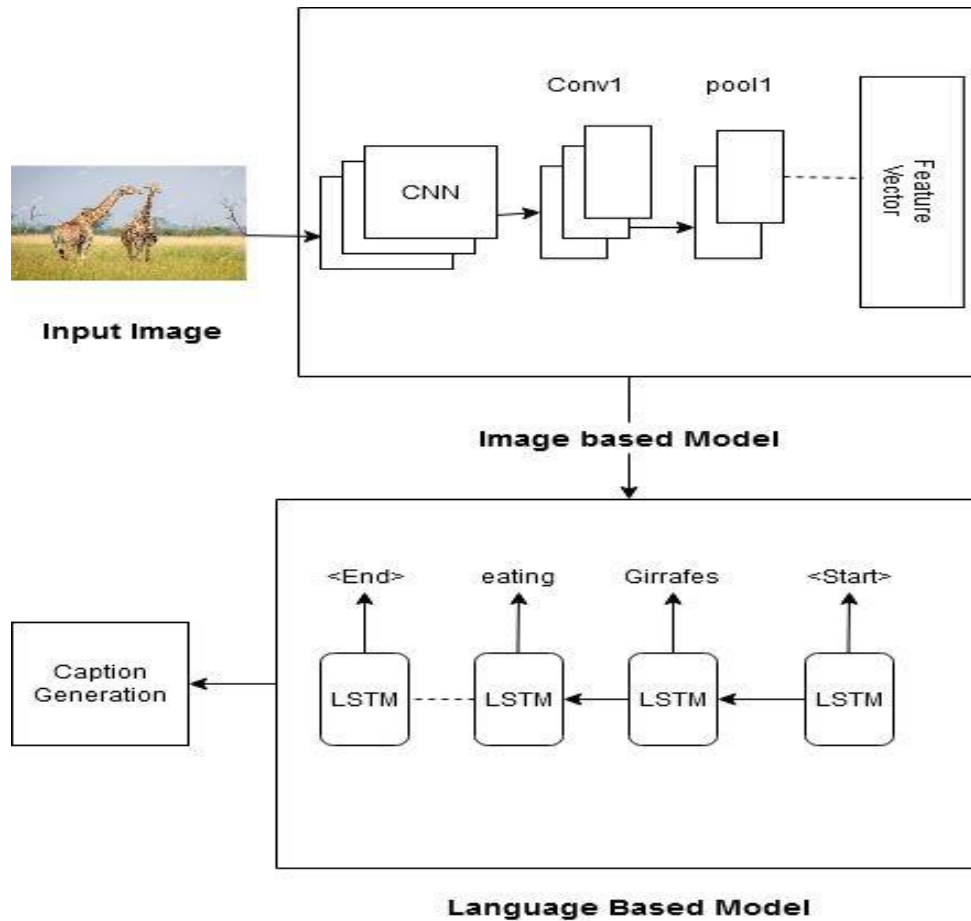 Conv1
pool1
CNN
Feature
Vector
Input Image
Image based Model
<End>
eating
Girrafes
<Start>
Caption
Generation
LSTM
LSTM
LSTM
LSTM
Language Based Model